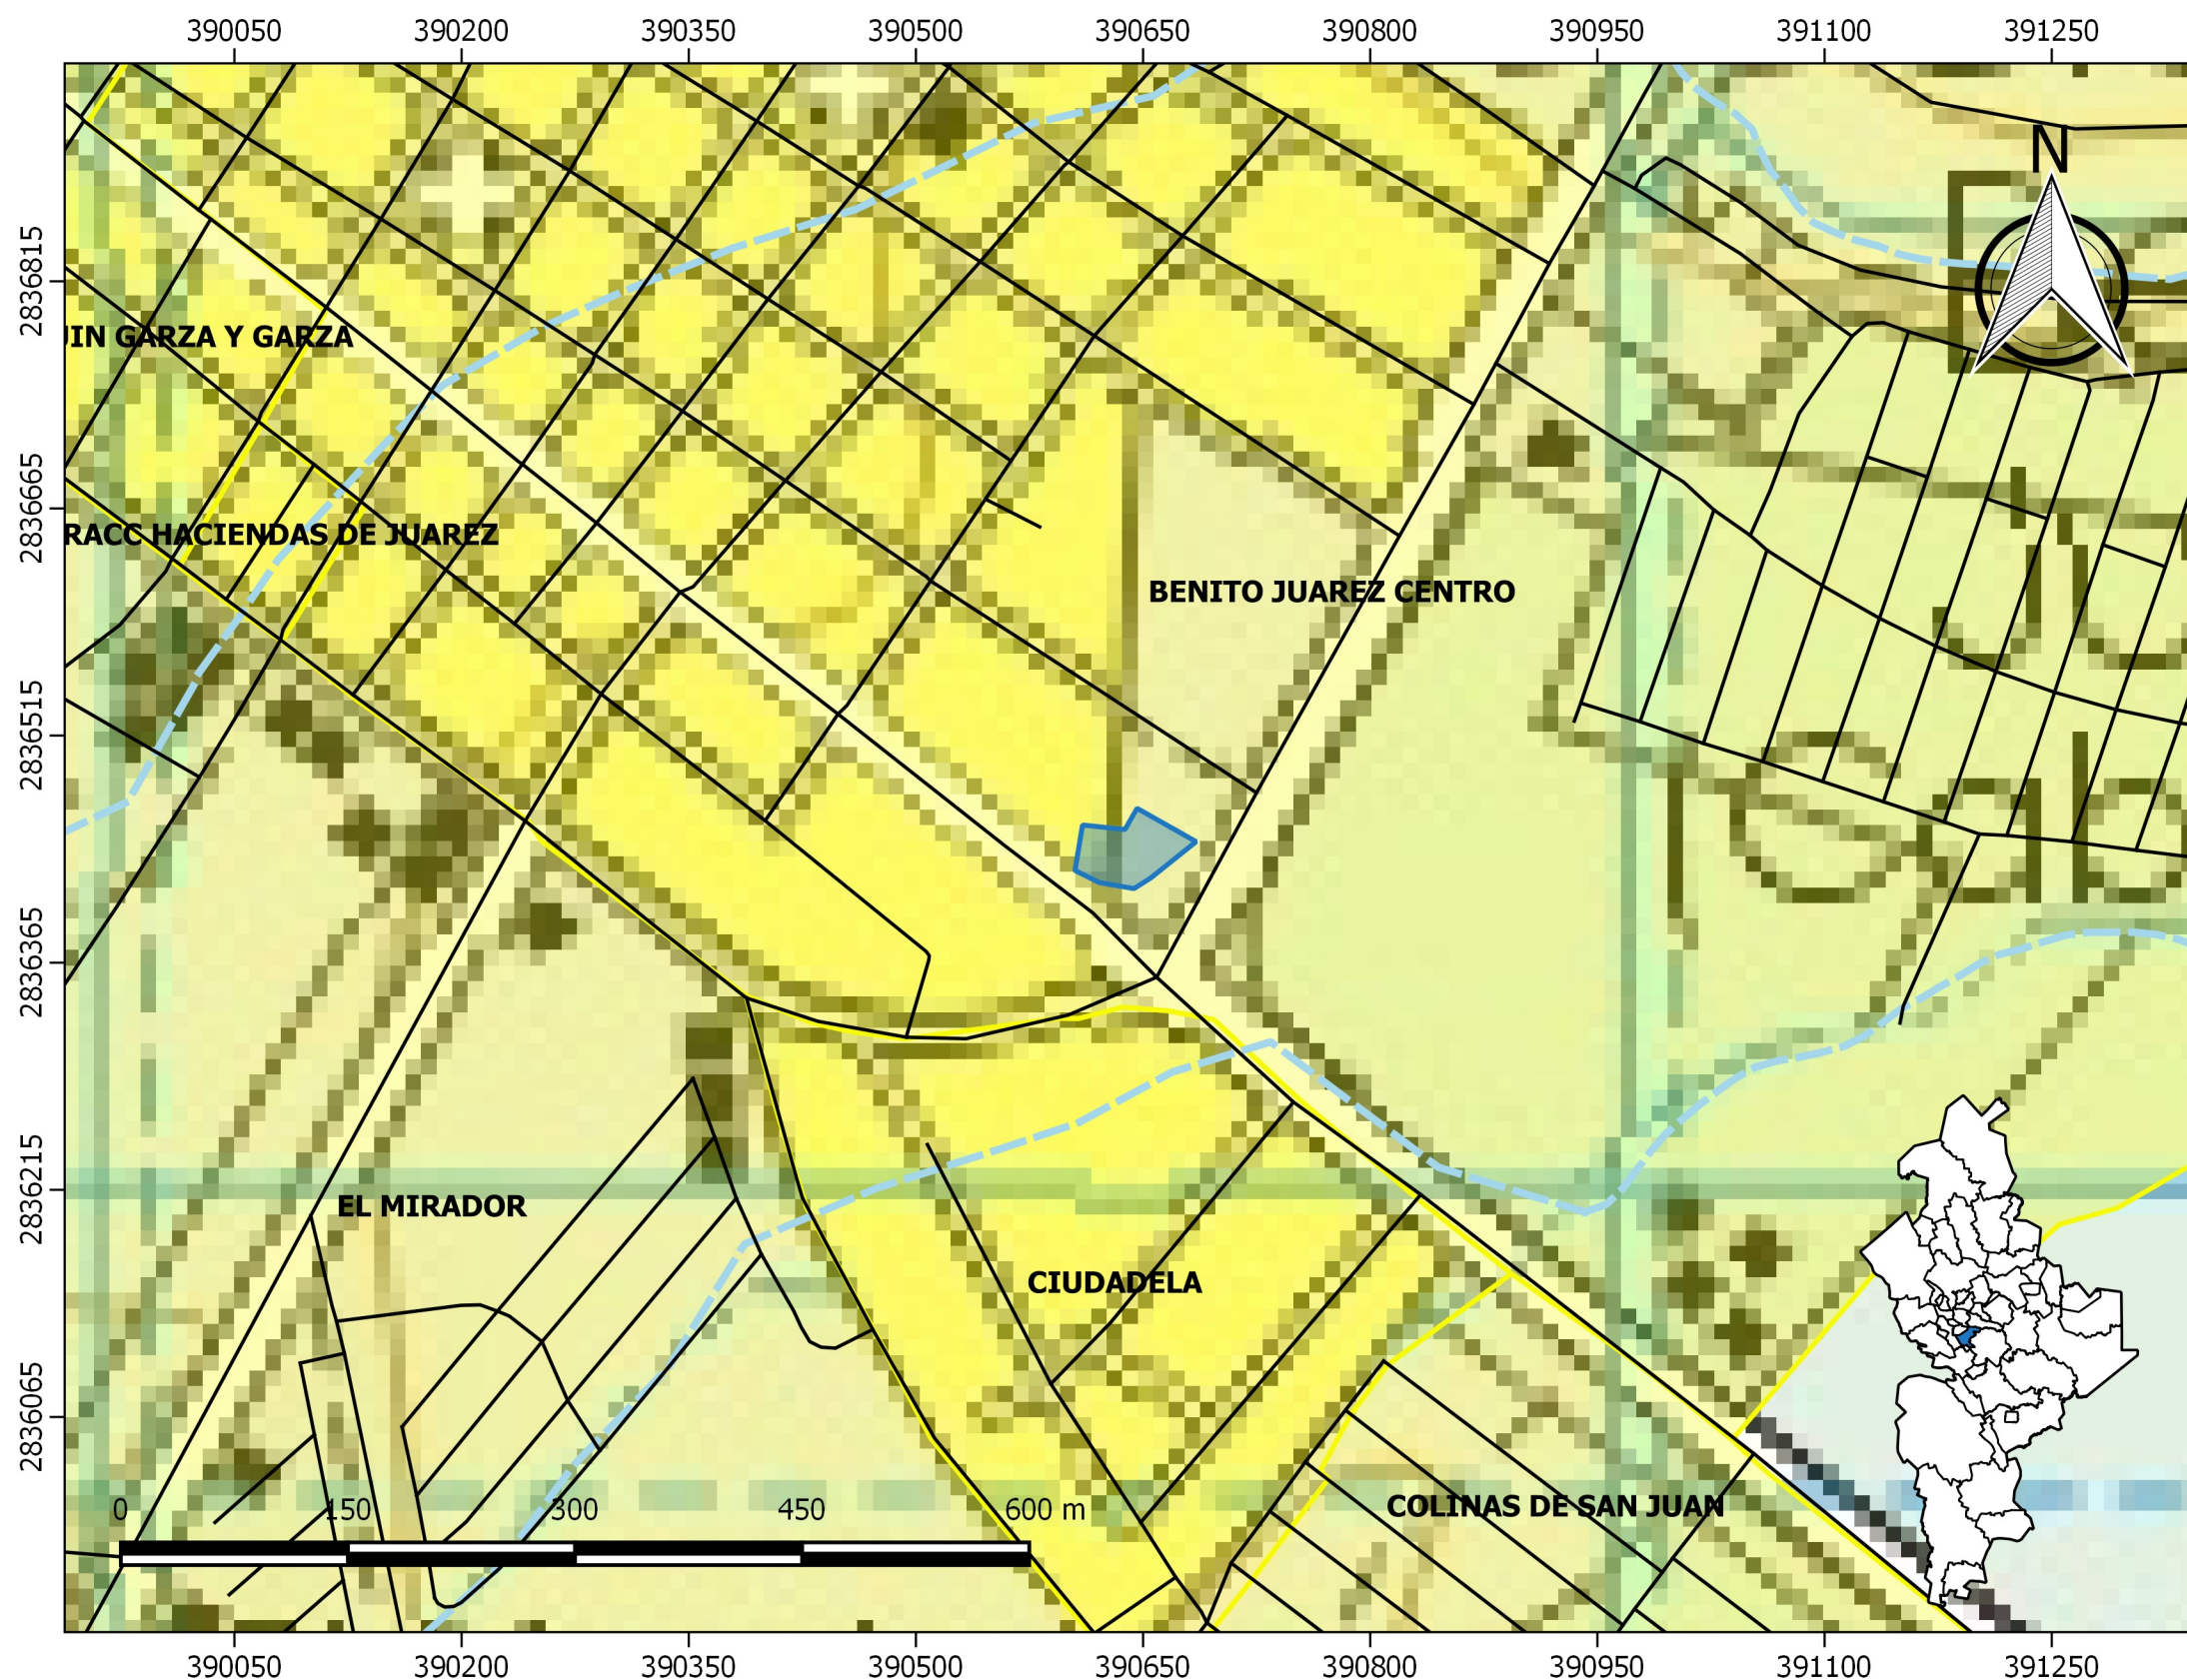 390050 390200 390350 390500 390650 390800 390950 391100 391250
N
2836815
UIN GARZA Y GARZA
2836665
RACC HACIENDAS DE JUAREZ
BENITO JUAREZ CENTRO
2836515
2836365
2836215
EL MIRADOR
CIUDADELA
2836065
0 150 300 450 600 m
COLINAS DE SAN JUAN
390050 390200 390350 390500 390650 390800 390950 391100 391250